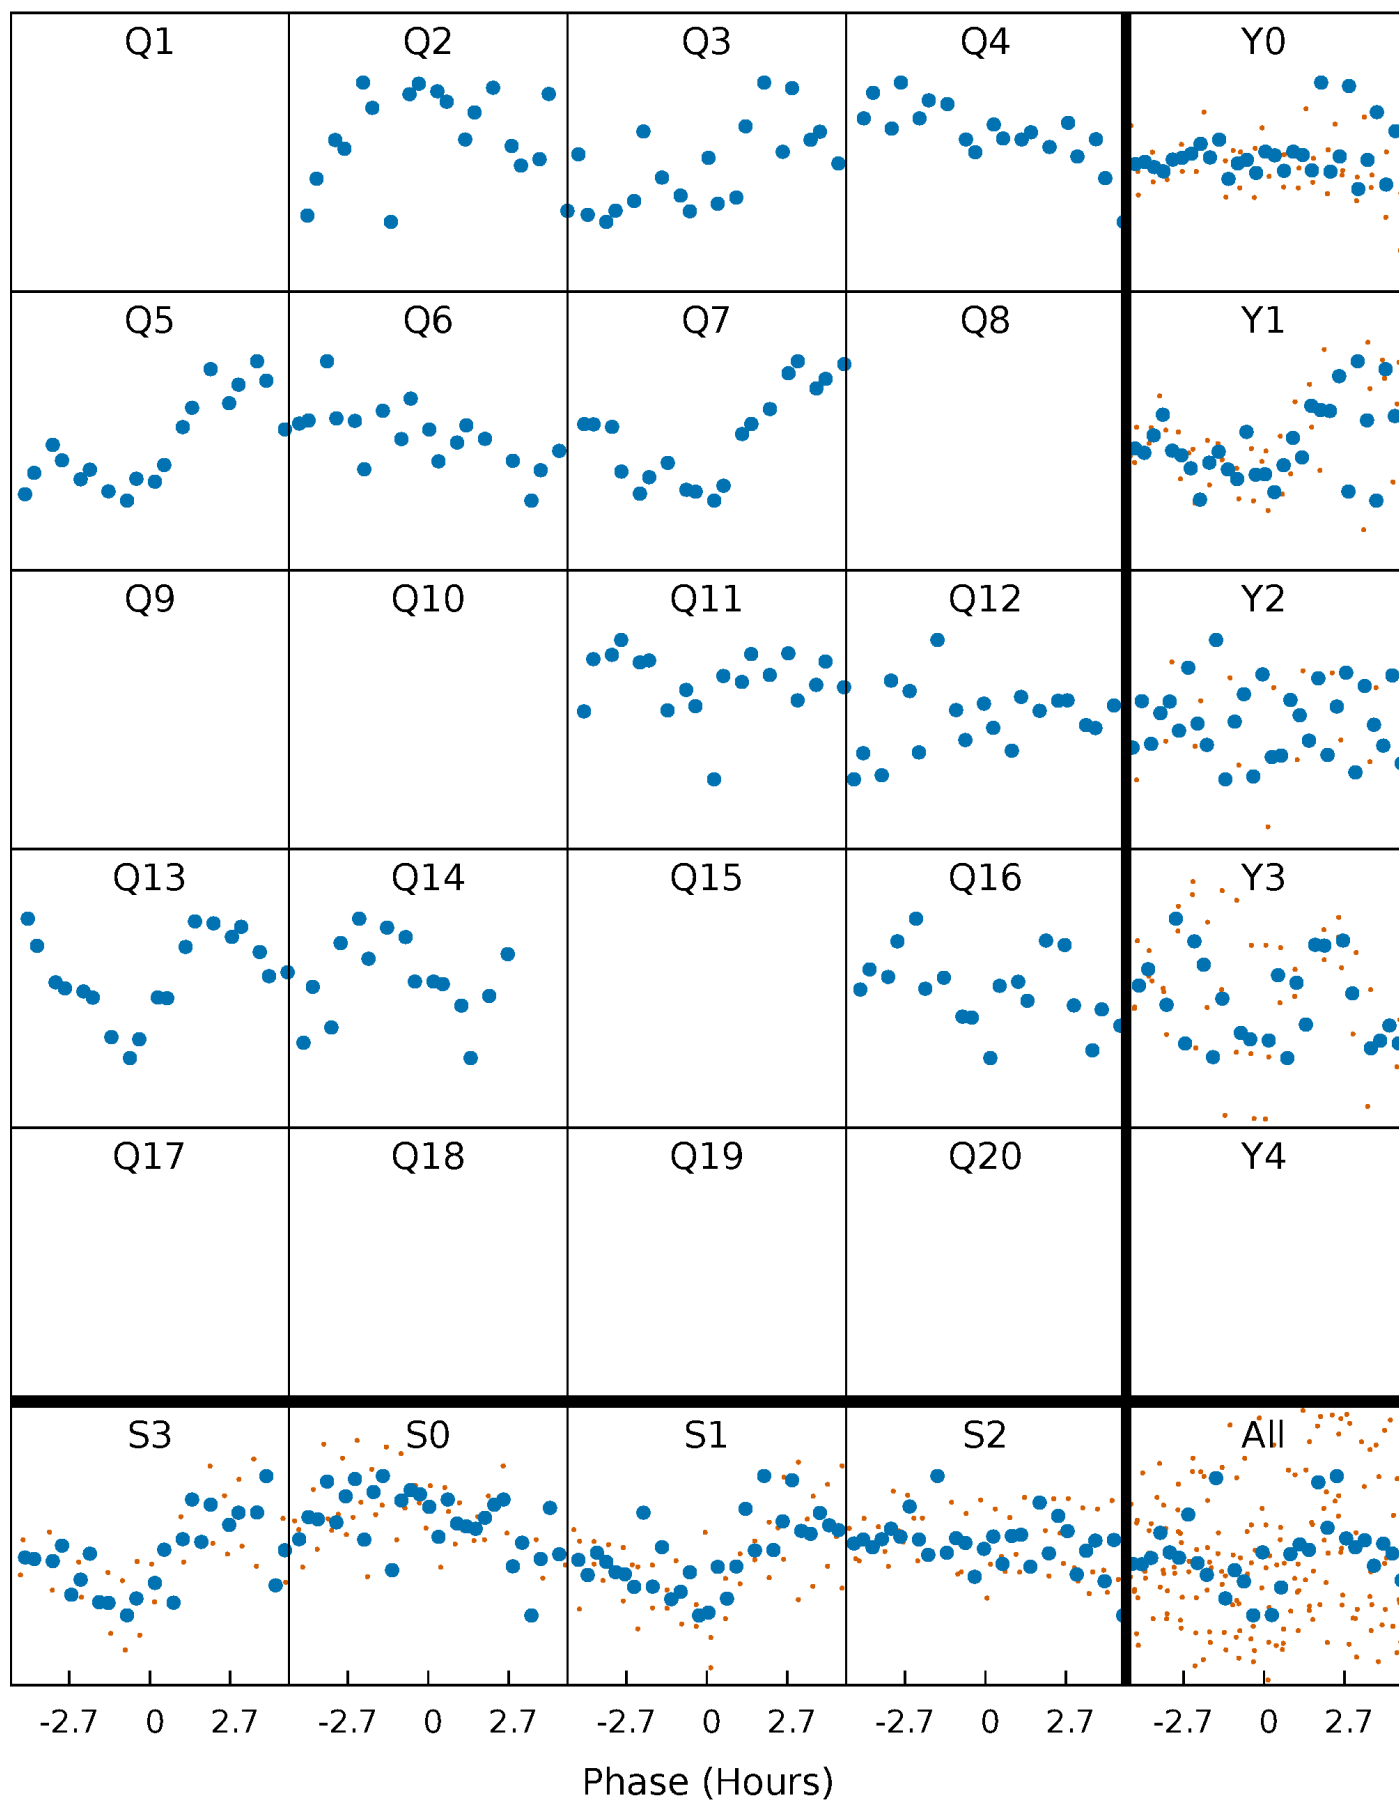 Q1 Q2 Q3 Q4 Y0
Q5 Q6 Q7 Q8 Y1
Q9 Q10 Q11 Q12 Y2
Q13 Q14 Q15 Q16 Y3
Q17 Q18 Q19 Q20 Y4
S3 S0 S1 S2 All
-2.7 0 2.7 -2.7 0 2.7 -2.7 0 2.7 -2.7 0 2.7 -2.7 0 2.7
Phase (Hours)